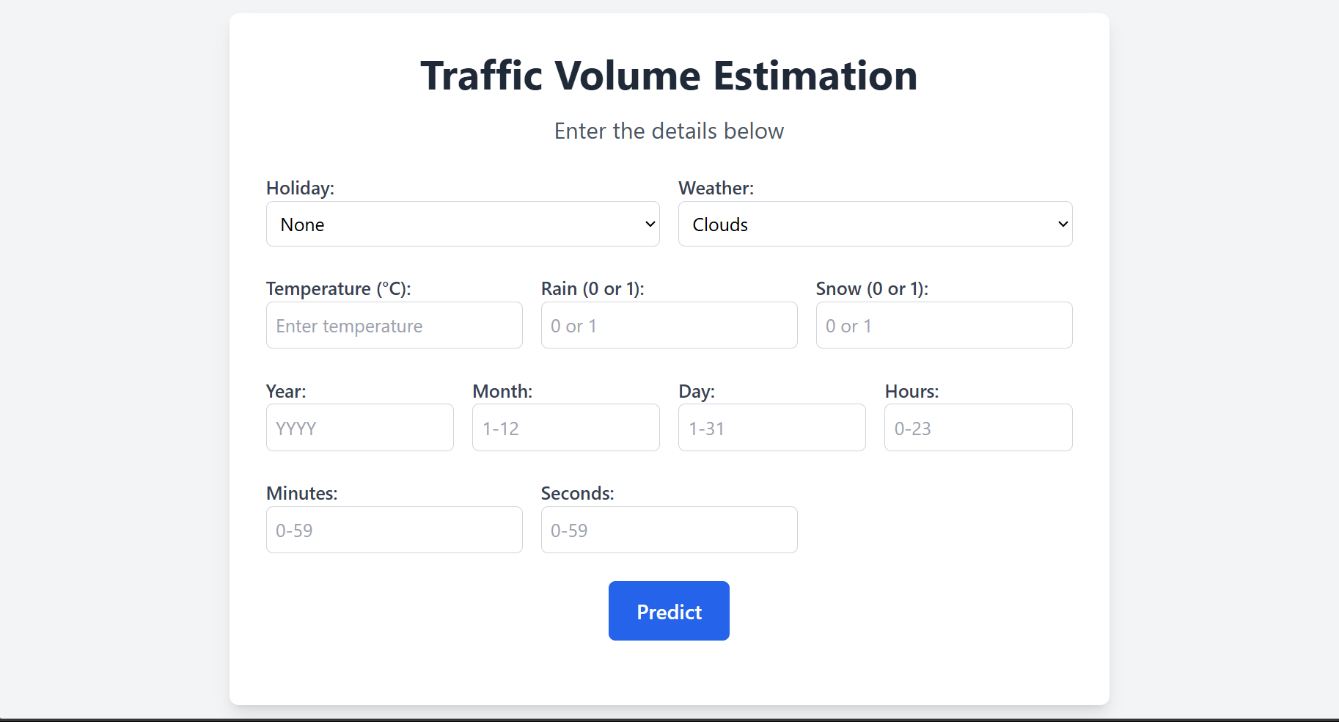 Traffic Volume Estimation
Enter the details below
Holiday: Weather:
None Clouds
Temperature (°C): Rain (0 or 1): Snow (0 or 1):
Enter temperature 0 or 1 0 or 1
Year: Month: Day: Hours:
YYYY 1-12 1-31 0-23
Minutes: Seconds:
0-59 0-59
Predict